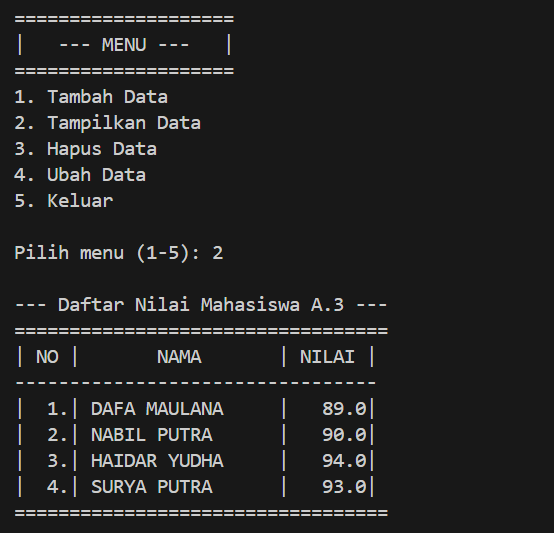 ====================
|   --- MENU ---   |
====================
1. Tambah Data
2. Tampilkan Data
3. Hapus Data
4. Ubah Data
5. Keluar

Pilih menu (1-5): 2

--- Daftar Nilai Mahasiswa A.3 ---
==================================
| NO |       NAMA       | NILAI |
---------------------------------
|  1.| DAFA MAULANA     |   89.0|
|  2.| NABIL PUTRA      |   90.0|
|  3.| HAIDAR YUDHA     |   94.0|
|  4.| SURYA PUTRA      |   93.0|
==================================